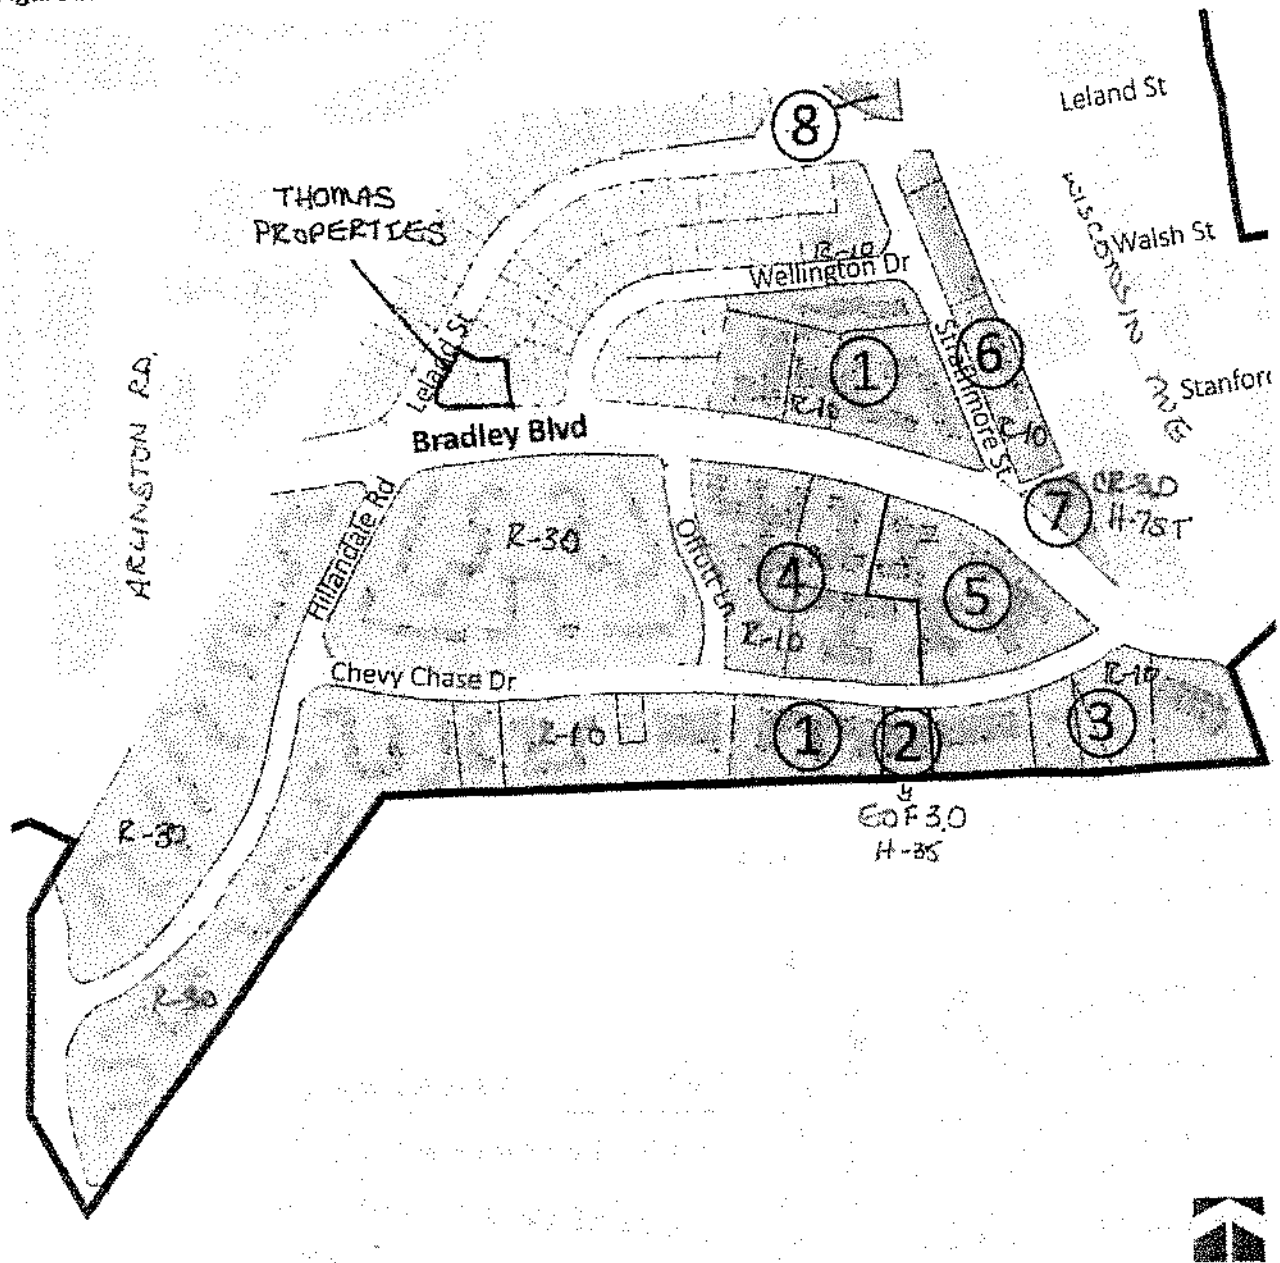 Leland St
8
THOMAS
PROPERTIES
Walsh St
R-10
Wellington Dr
Leland St
Strathmore St
6
1
WISCONSIN AVE
Stanford
ARLINGTON RD.
R-10
Bradley Blvd
R-10
CR-3.0
H-75T
7
Hillandale Rd
R-30
Offutt Ln
4
5
R-10
Chevy Chase Dr
R-10
R-10
1
2
3
R-30
EOF 3.0
H-35
R-30